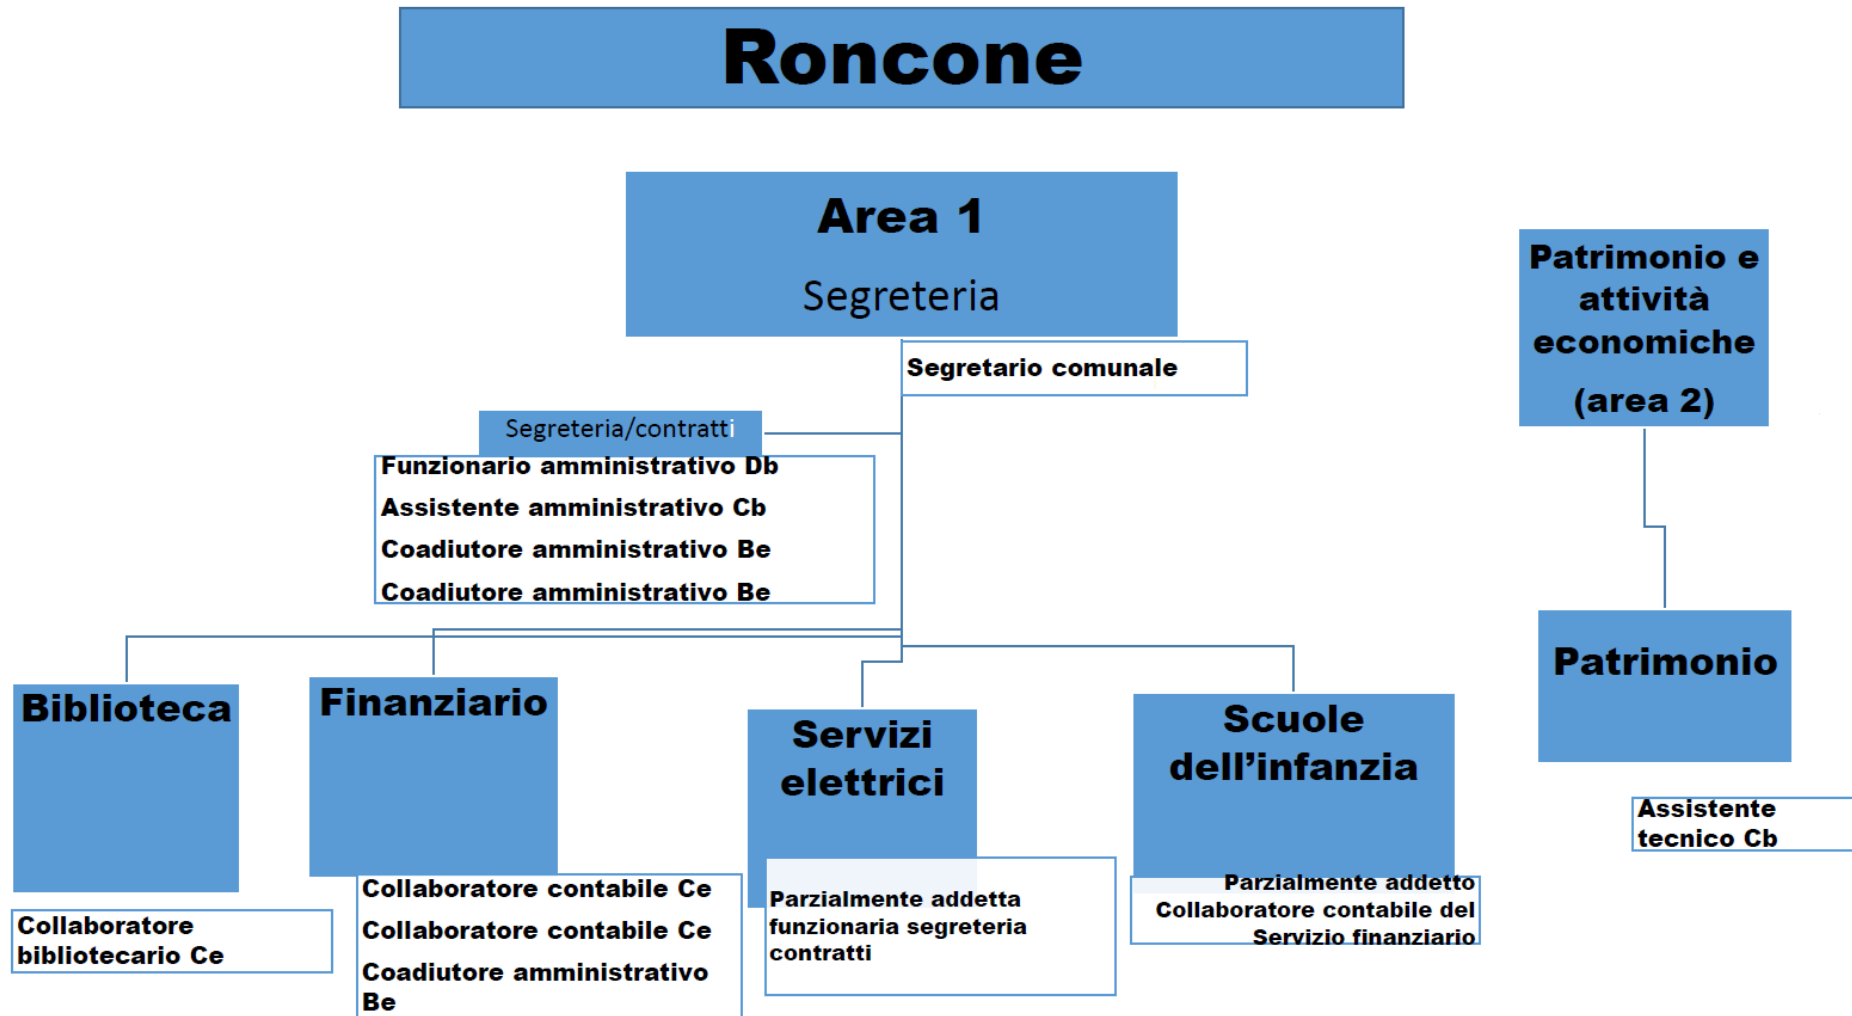 Roncone
Area 1
Segreteria
Segretario comunale
Patrimonio e
attività
economiche
(area 2)
Segreteria/contratti
Funzionario amministrativo Db
Assistente amministrativo Cb
Coadiutore amministrativo Be
Coadiutore amministrativo Be
Biblioteca
Collaboratore
bibliotecario Ce
Finanziario
Collaboratore contabile Ce
Collaboratore contabile Ce
Coadiutore amministrativo
Be
Servizi
elettrici
Parzialmente addetta
funzionaria segreteria
contratti
Scuole
dell’infanzia
Parzialmente addetto
Collaboratore contabile del
Servizio finanziario
Patrimonio
Assistente
tecnico Cb